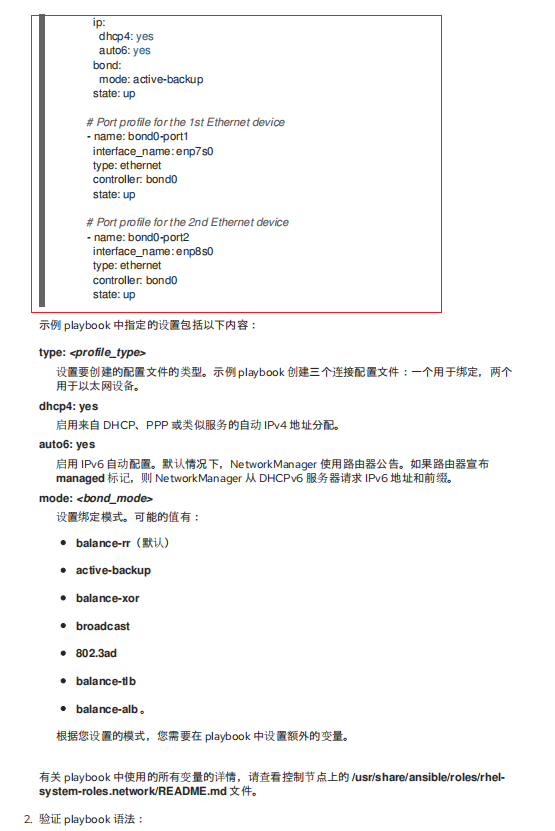 ip:
dhcp4: yes
auto6: yes
bond:
mode: active-backup
state: up
# Port profile for the 1st Ethernet device
- name: bond0-port1
interface_name: enp7s0
type: ethernet
controller: bond0
state: up
# Port profile for the 2nd Ethernet device
- name: bond0-port2
interface_name: enp8s0
type: ethernet
controller: bond0
state: up
示例 playbook 中指定的设置包括以下内容：
type: <profile_type>
设置要创建的配置文件的类型。示例 playbook 创建三个连接配置文件：一个用于绑定，两个
用于以太网设备。
dhcp4: yes
启用来自 DHCP、PPP 或类似服务的自动 IPv4 地址分配。
auto6: yes
启用 IPv6 自动配置。默认情况下，NetworkManager 使用路由器公告。如果路由器宣布
managed 标记，则 NetworkManager 从 DHCPv6 服务器请求 IPv6 地址和前缀。
mode: <bond_mode>
设置绑定模式。可能的值有：
● balance-rr（默认）
● active-backup
● balance-xor
● broadcast
● 802.3ad
● balance-tlb
● balance-alb。
根据您设置的模式，您需要在 playbook 中设置额外的变量。
有关 playbook 中使用的所有变量的详情，请查看控制节点上的 /usr/share/ansible/roles/rhel-
system-roles.network/README.md 文件。
2. 验证 playbook 语法：